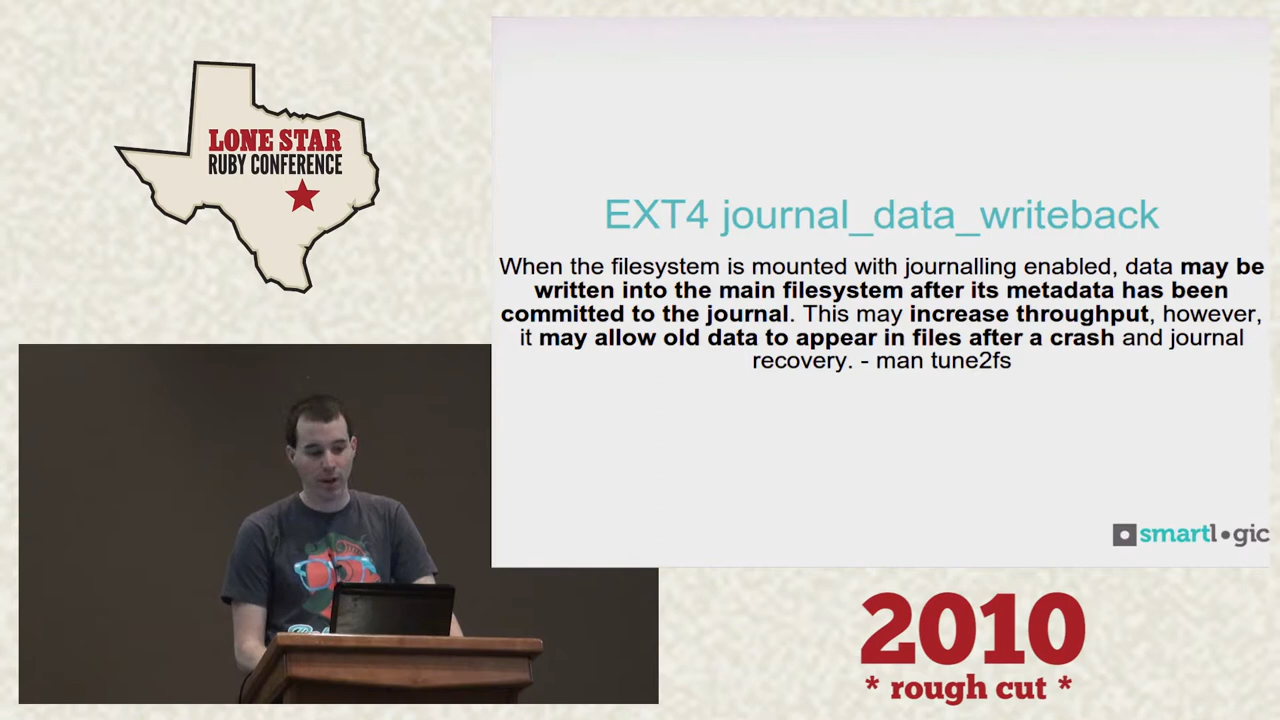 LONE STAR
RUBY CONFERENCE
EXT4 journal_data_writeback
When the filesystem is mounted with journalling enabled, data may be
written into the main filesystem after its metadata has been
committed to the journal. This may increase throughput, however,
it may allow old data to appear in files after a crash and journal
recovery. - man tune2fs
smartlogic
2010
* rough cut *